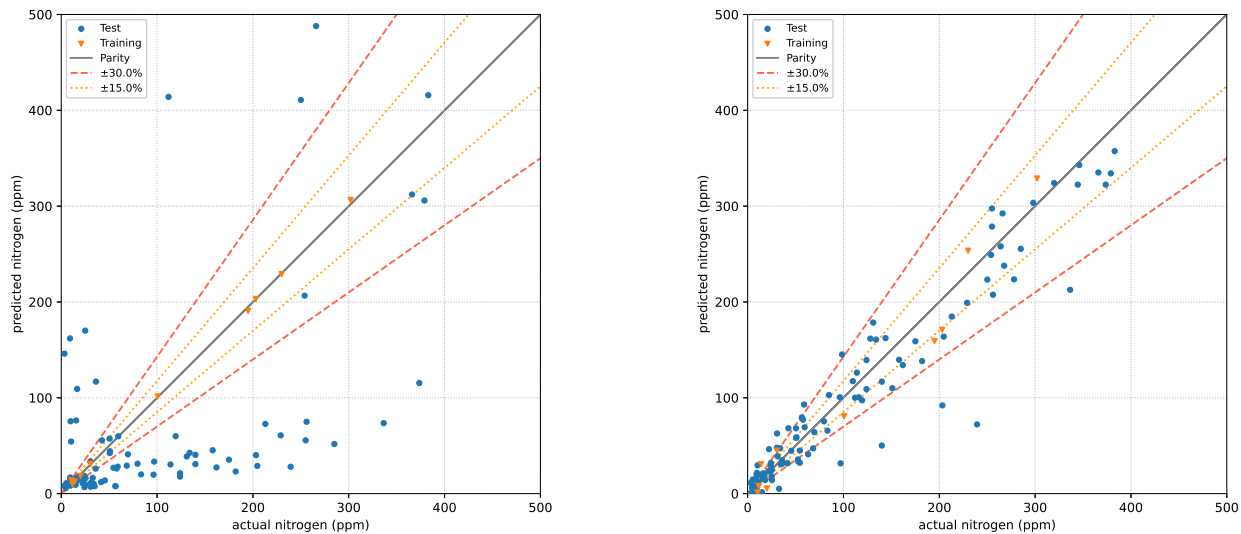 500
400
300
200
100
0
predicted nitrogen (ppm)
Test
Training
Parity
±30.0%
±15.0%
0 100 200 300 400 500
actual nitrogen (ppm)
500
400
300
200
100
0
predicted nitrogen (ppm)
Test
Training
Parity
±30.0%
±15.0%
0 100 200 300 400 500
actual nitrogen (ppm)